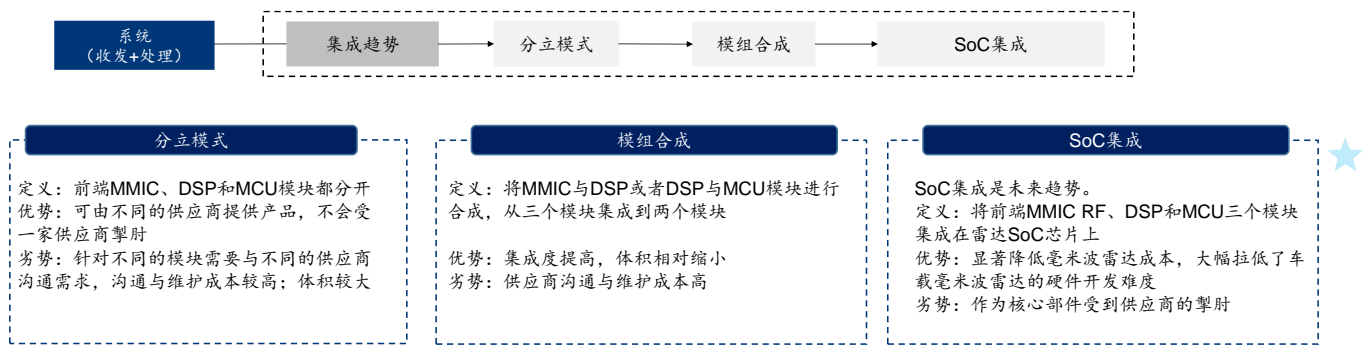 系统
（收发+处理）
集成趋势
分立模式
模组合成
SoC集成
分立模式
定义：前端MMIC、DSP和MCU模块都分开
优势：可由不同的供应商提供产品，不会受
一家供应商掣肘
劣势：针对不同的模块需要与不同的供应商
沟通需求，沟通与维护成本较高；体积较大
模组合成
定义：将MMIC与DSP或者DSP与MCU模块进行
合成，从三个模块集成到两个模块
优势：集成度提高，体积相对缩小
劣势：供应商沟通与维护成本高
SoC集成
SoC集成是未来趋势。
定义：将前端MMIC RF、DSP和MCU三个模块
集成在雷达SoC芯片上
优势：显著降低毫米波雷达成本，大幅拉低了车
载毫米波雷达的硬件开发难度
劣势：作为核心部件受到供应商的掣肘